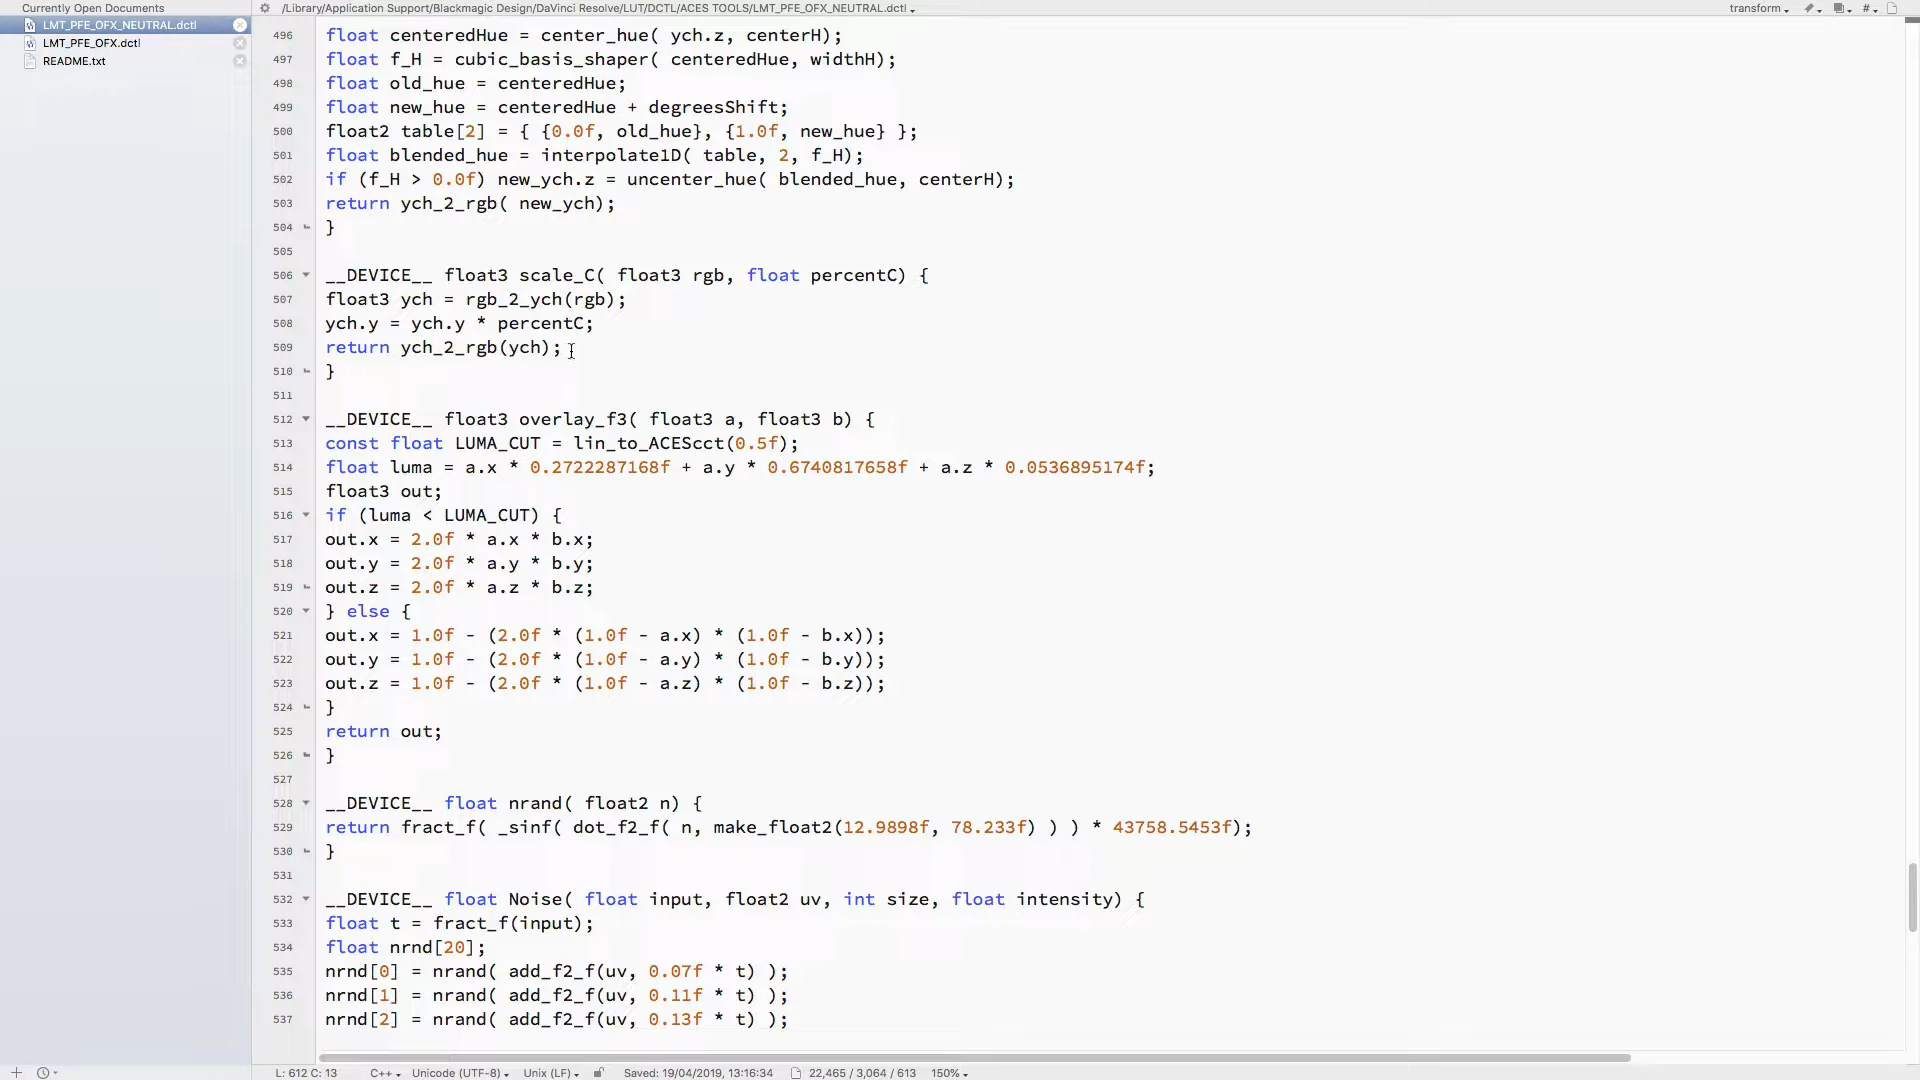 Currently Open Documents
/Library/Application Support/Blackmagic Design/DaVinci Resolve/LUT/DCTL/ACES TOOLS/LMT_PFE_OFX_NEUTRAL.dctl
transform
#
LMT_PFE_OFX_NEUTRAL.dctl
LMT_PFE_OFX.dctl
README.txt
496 float centeredHue = center_hue( ych.z, centerH);
497 float f_H = cubic_basis_shaper( centeredHue, widthH);
498 float old_hue = centeredHue;
499 float new_hue = centeredHue + degreesShift;
500 float2 table[2] = { {0.0f, old_hue}, {1.0f, new_hue} };
501 float blended_hue = interpolate1D( table, 2, f_H);
502 if (f_H > 0.0f) new_ych.z = uncenter_hue( blended_hue, centerH);
503 return ych_2_rgb( new_ych);
504 }
505
506 __DEVICE__ float3 scale_C( float3 rgb, float percentC) {
507 float3 ych = rgb_2_ych(rgb);
508 ych.y = ych.y * percentC;
509 return ych_2_rgb(ych);
510 }
511
512 __DEVICE__ float3 overlay_f3( float3 a, float3 b) {
513 const float LUMA_CUT = lin_to_ACEScct(0.5f);
514 float luma = a.x * 0.2722287168f + a.y * 0.6740817658f + a.z * 0.0536895174f;
515 float3 out;
516 if (luma < LUMA_CUT) {
517 out.x = 2.0f * a.x * b.x;
518 out.y = 2.0f * a.y * b.y;
519 out.z = 2.0f * a.z * b.z;
520 } else {
521 out.x = 1.0f - (2.0f * (1.0f - a.x) * (1.0f - b.x));
522 out.y = 1.0f - (2.0f * (1.0f - a.y) * (1.0f - b.y));
523 out.z = 1.0f - (2.0f * (1.0f - a.z) * (1.0f - b.z));
524 }
525 return out;
526 }
527
528 __DEVICE__ float nrand( float2 n) {
529 return fract_f( _sinf( dot_f2_f( n, make_float2(12.9898f, 78.233f) ) ) * 43758.5453f);
530 }
531
532 __DEVICE__ float Noise( float input, float2 uv, int size, float intensity) {
533 float t = fract_f(input);
534 float nrnd[20];
535 nrnd[0] = nrand( add_f2_f(uv, 0.07f * t) );
536 nrnd[1] = nrand( add_f2_f(uv, 0.11f * t) );
537 nrnd[2] = nrand( add_f2_f(uv, 0.13f * t) );
L: 612 C: 13 C++ Unicode (UTF-8) Unix (LF) Saved: 19/04/2019, 13:16:34 22,465 / 3,064 / 613 150%